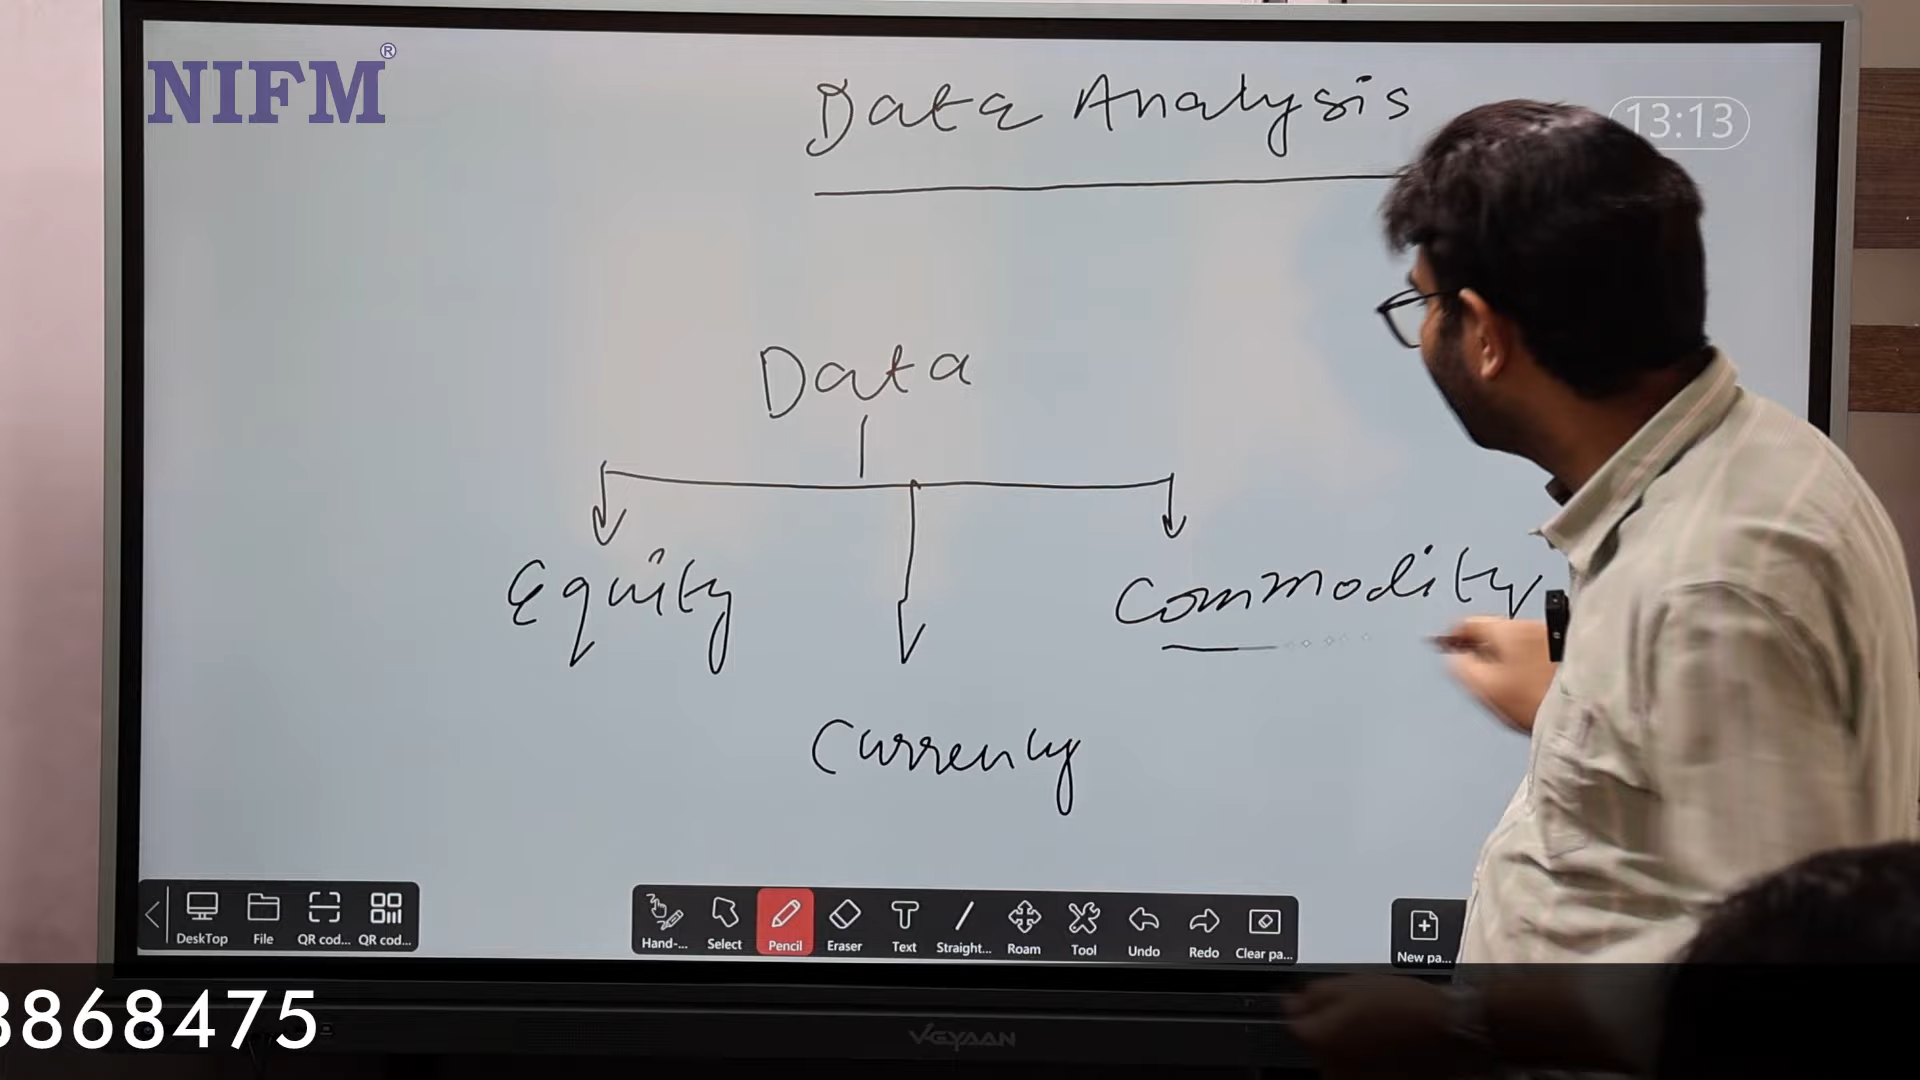 NIFM®
Data Analysis
13:13
Data
Equity
Commodity
Currency
DeskTop File QR cod... QR cod...
Hand-... Select Pencil Eraser Text Straight... Roam Tool Undo Redo Clear pa...
New pa...
3868475
VEYAAN